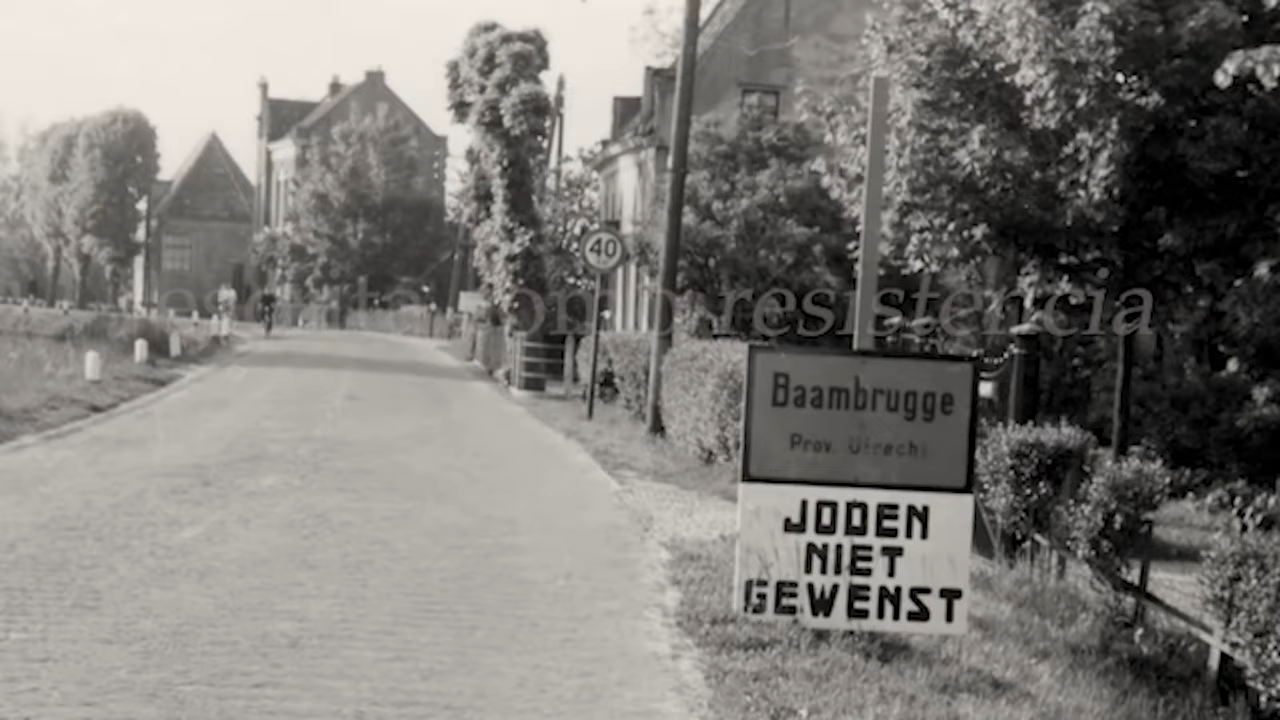 40
resistencia
Baambrugge
Prov. Utrecht
JODEN
NIET
GEWENST